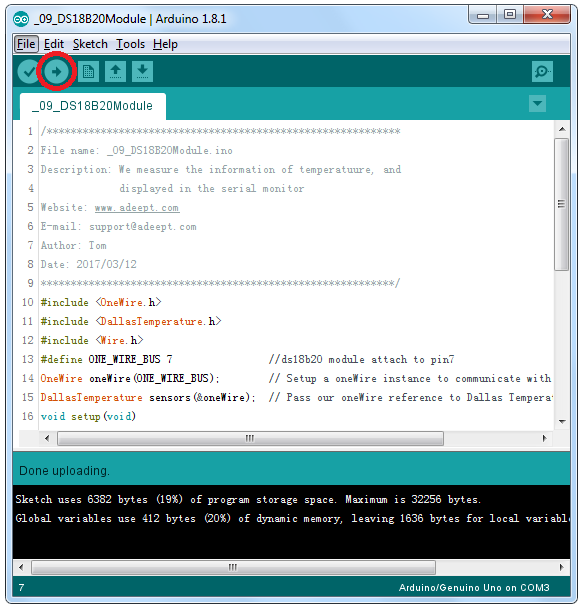 _09_DS18B20Module | Arduino 1.8.1
File Edit Sketch Tools Help
_09_DS18B20Module
1 /************************************************************
2 File name: _09_DS18B20Module.ino
3 Description: We measure the information of temperatuure, and
4 displayed in the serial monitor
5 Website: www.adeept.com
6 E-mail: support@adeept.com
7 Author: Tom
8 Date: 2017/03/12
9 ************************************************************/
10 #include <OneWire.h>
11 #include <DallasTemperature.h>
12 #include <Wire.h>
13 #define ONE_WIRE_BUS 7 //ds18b20 module attach to pin7
14 OneWire oneWire(ONE_WIRE_BUS); // Setup a oneWire instance to communicate with
15 DallasTemperature sensors(&oneWire); // Pass our oneWire reference to Dallas Tempera
16 void setup(void)
Done uploading.
Sketch uses 6382 bytes (19%) of program storage space. Maximum is 32256 bytes.
Global variables use 412 bytes (20%) of dynamic memory, leaving 1636 bytes for local variabl
7 Arduino/Genuino Uno on COM3